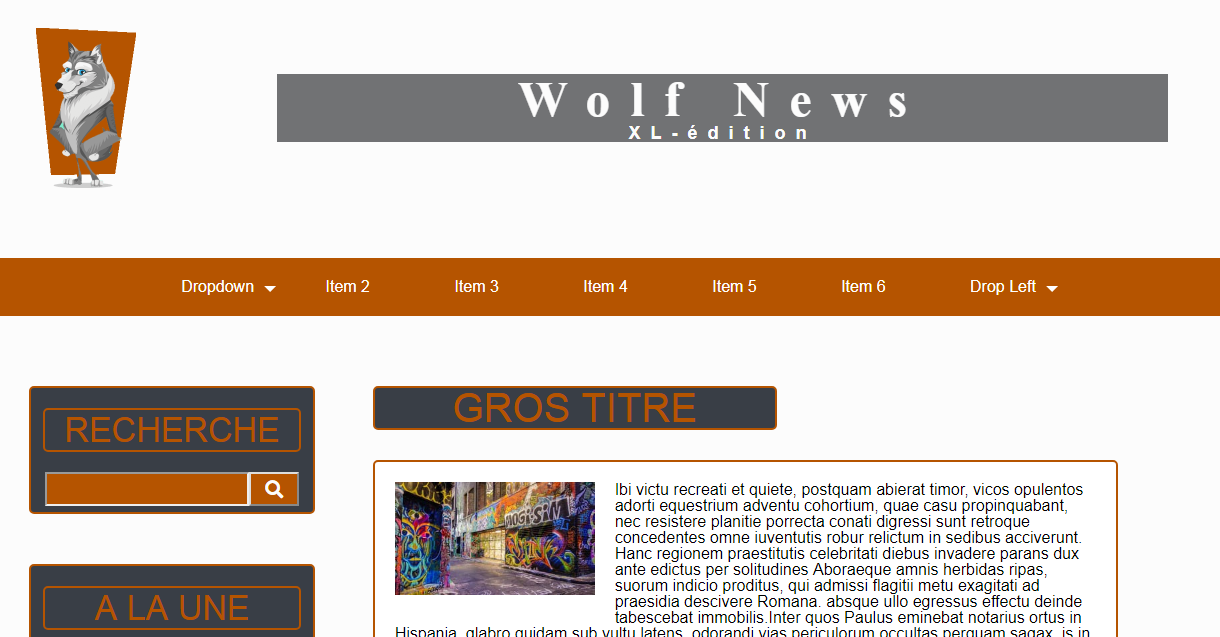 Wolf News
XL-édition
Dropdown Item 2 Item 3 Item 4 Item 5 Item 6 Drop Left
RECHERCHE
A LA UNE
GROS TITRE
Ibi victu recreati et quiete, postquam abierat timor, vicos opulentos
adorti equestrium adventu cohortium, quae casu propinquabant,
nec resistere planitie porrecta conati digressi sunt retroque
concedentes omne iuventutis robur relictum in sedibus acciverunt.
Hanc regionem praestitutis celebritati diebus invadere parans dux
ante edictus per solitudines Aboraeque amnis herbidas ripas,
suorum indicio proditus, qui admissi flagitii metu exagitati ad
praesidia descivere Romana. absque ullo egressus effectu deinde
tabescebat immobilis.Inter quos Paulus eminebat notarius ortus in
Hispania, glabro quidam sub vultu latens, odorandi vias periculorum occultas perquam sagax. is in